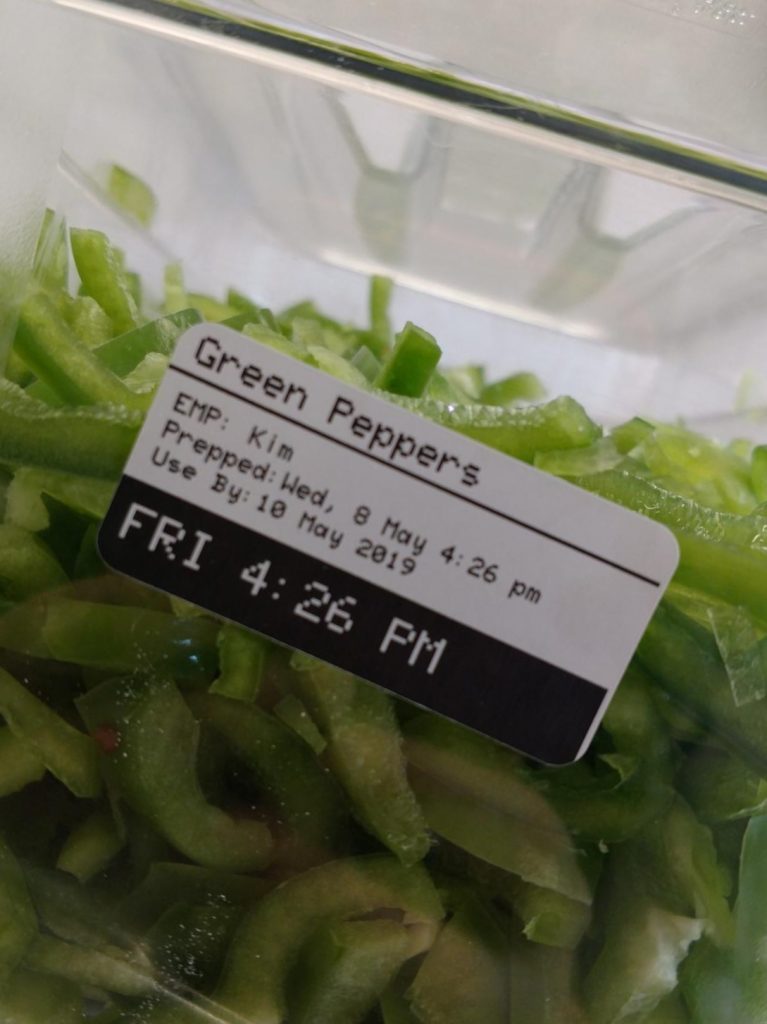 Green Peppers
EMP: Kim
Prepped:Wed, 8 May 4:26 pm
Use By:10 May 2019
FRI 4:26 PM